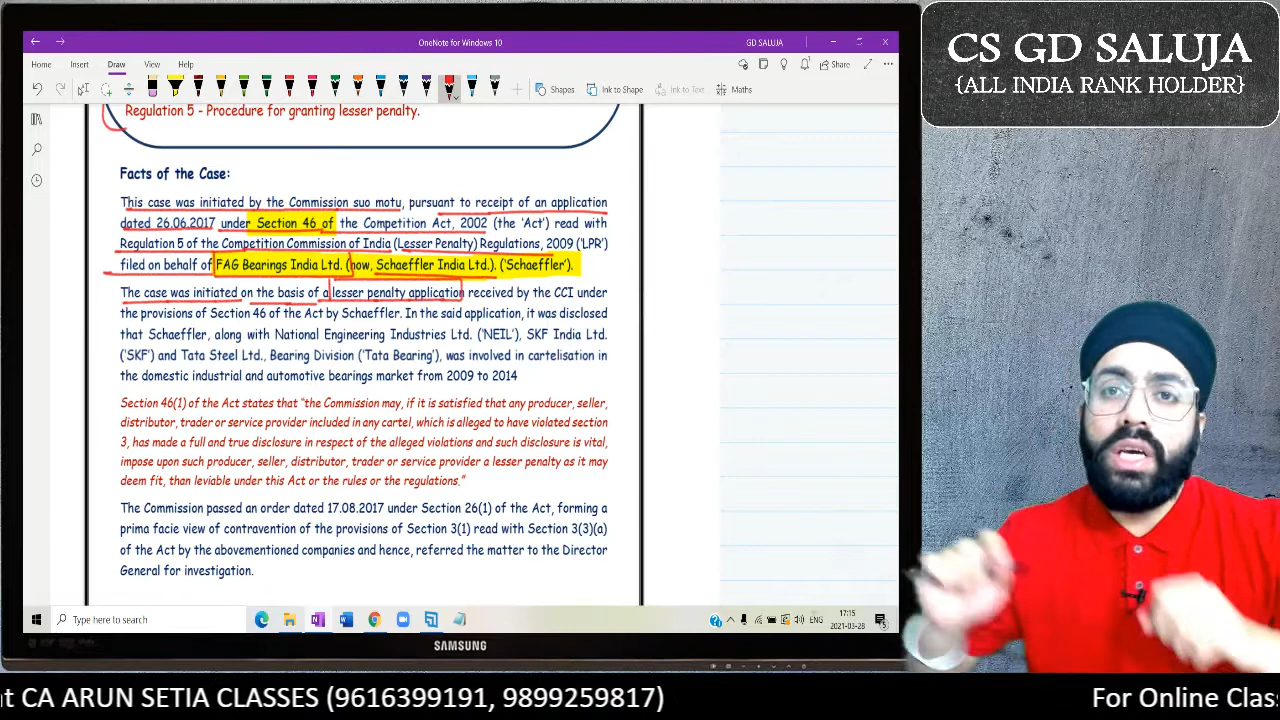 OneNote for Windows 10
GD SALUJA
Home Insert Draw View Help
Share
Shapes Ink to Shape Ink to Text Maths
Regulation 5 - Procedure for granting lesser penalty.
Facts of the Case:
This case was initiated by the Commission suo motu, pursuant to receipt of an application
dated 26.06.2017 under Section 46 of the Competition Act, 2002 (the ‘Act’) read with
Regulation 5 of the Competition Commission of India (Lesser Penalty) Regulations, 2009 (‘LPR’)
filed on behalf of FAG Bearings India Ltd. (now, Schaeffler India Ltd.). (‘Schaeffler’).
The case was initiated on the basis of a lesser penalty application received by the CCI under
the provisions of Section 46 of the Act by Schaeffler. In the said application, it was disclosed
that Schaeffler, along with National Engineering Industries Ltd. (‘NEIL’), SKF India Ltd.
(‘SKF’) and Tata Steel Ltd., Bearing Division (‘Tata Bearing’), was involved in cartelisation in
the domestic industrial and automotive bearings market from 2009 to 2014
Section 46(1) of the Act states that “the Commission may, if it is satisfied that any producer, seller,
distributor, trader or service provider included in any cartel, which is alleged to have violated section
3, has made a full and true disclosure in respect of the alleged violations and such disclosure is vital,
impose upon such producer, seller, distributor, trader or service provider a lesser penalty as it may
deem fit, than leviable under this Act or the rules or the regulations.”
The Commission passed an order dated 17.08.2017 under Section 26(1) of the Act, forming a
prima facie view of contravention of the provisions of Section 3(1) read with Section 3(3)(a)
of the Act by the abovementioned companies and hence, referred the matter to the Director
General for investigation.
Type here to search
ENG
17:15
2021-03-28
SAMSUNG
CS GD SALUJA
{ALL INDIA RANK HOLDER}
at CA ARUN SETIA CLASSES (9616399191, 9899259817)
For Online Clas